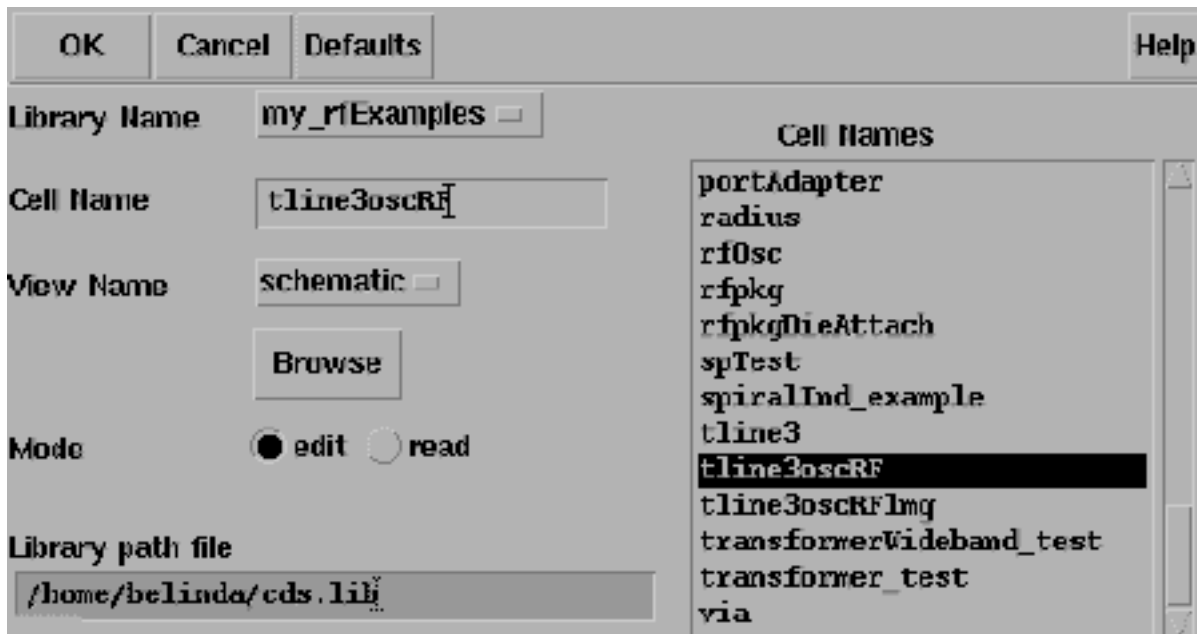 OK Cancel Defaults Help
Library Name my_rfExamples
Cell Name tline3oscRF
View Name schematic
Browse
Mode edit read
Library path file
/home/belinda/cds.lib
Cell Names
portAdapter
radius
rfOsc
rfpkg
rfpkgDieAttach
spTest
spiralInd_example
tline3
tline3oscRF
tline3oscRFlmg
transformerWideband_test
transformer_test
via